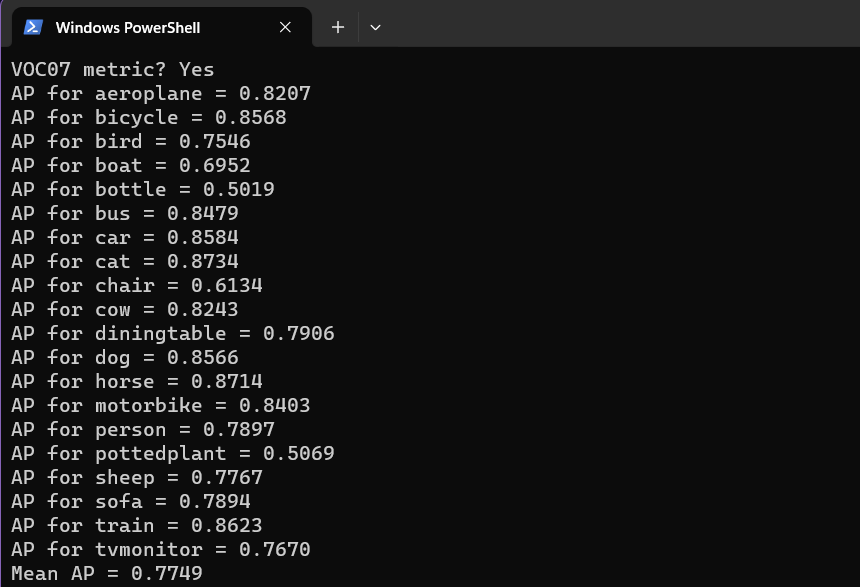 Windows PowerShell
VOC07 metric? Yes
AP for aeroplane = 0.8207
AP for bicycle = 0.8568
AP for bird = 0.7546
AP for boat = 0.6952
AP for bottle = 0.5019
AP for bus = 0.8479
AP for car = 0.8584
AP for cat = 0.8734
AP for chair = 0.6134
AP for cow = 0.8243
AP for diningtable = 0.7906
AP for dog = 0.8566
AP for horse = 0.8714
AP for motorbike = 0.8403
AP for person = 0.7897
AP for pottedplant = 0.5069
AP for sheep = 0.7767
AP for sofa = 0.7894
AP for train = 0.8623
AP for tvmonitor = 0.7670
Mean AP = 0.7749